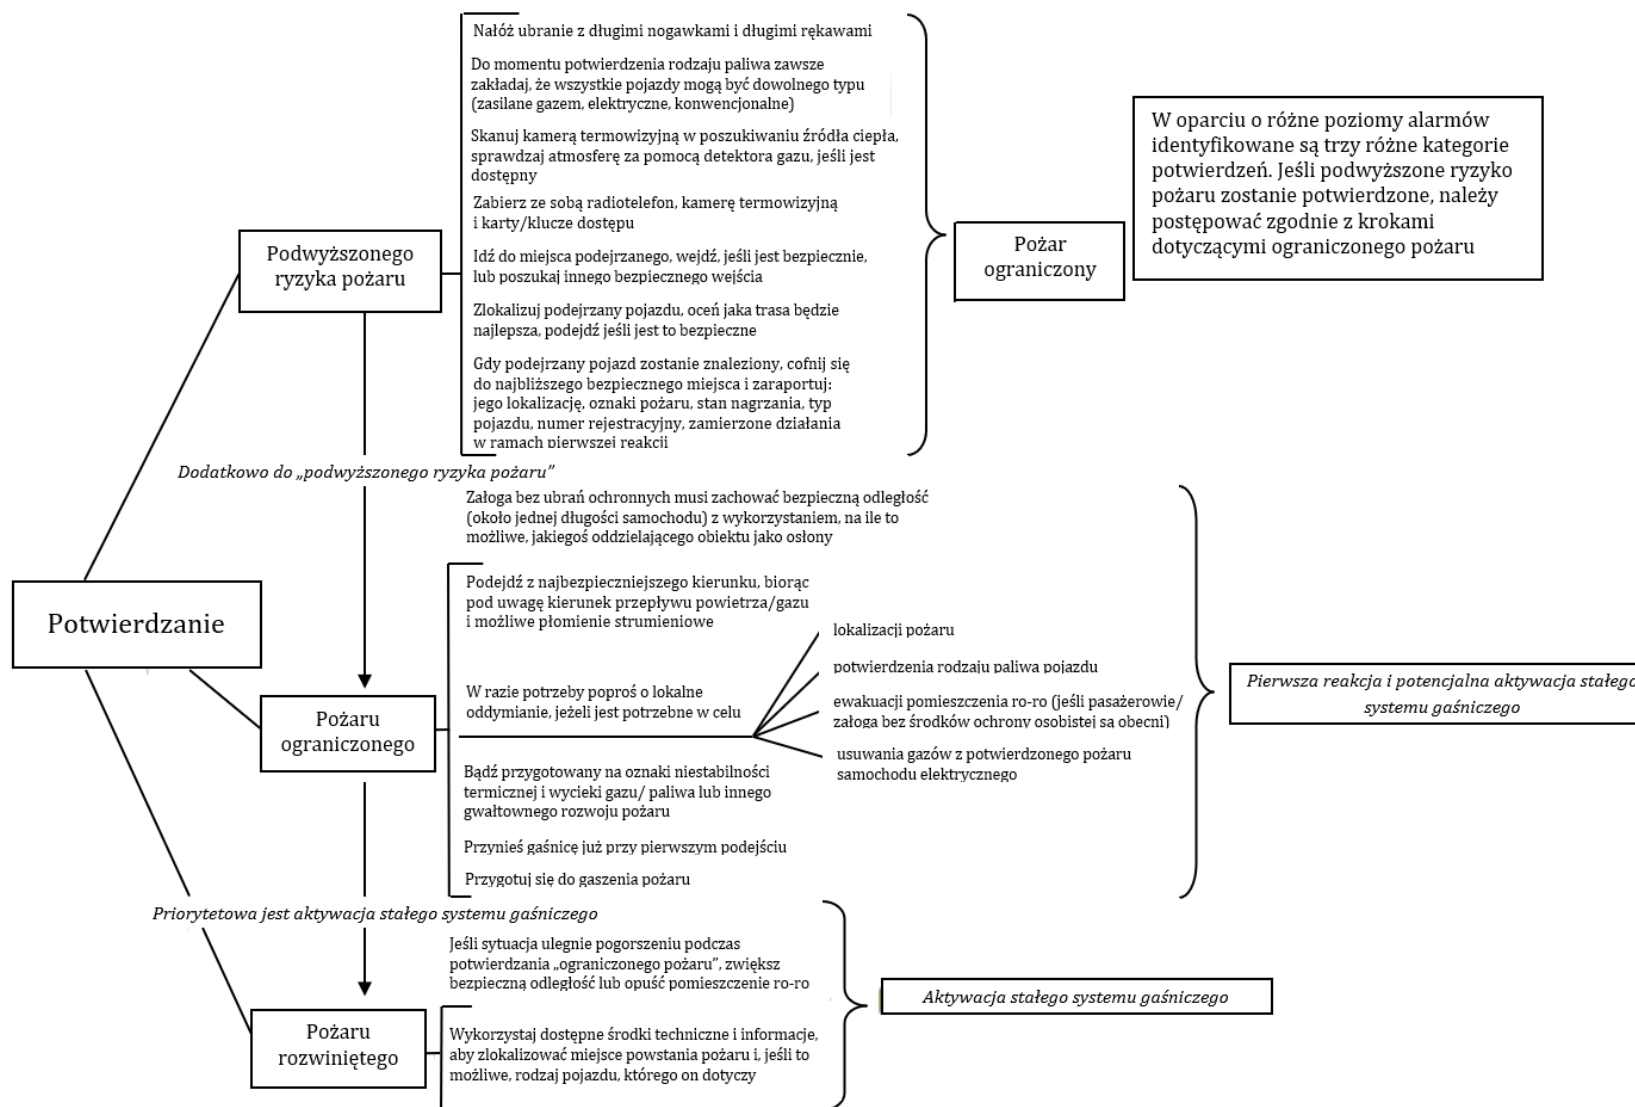 Nałóż ubranie z długimi nogawkami i długimi rękawami
Do momentu potwierdzenia rodzaju paliwa zawsze
zakładaj, że wszystkie pojazdy mogą być dowolnego typu
(zasilane gazem, elektryczne, konwencjonalne)
Skanuj kamerą termowizyjną w poszukiwaniu źródła ciepła,
sprawdzaj atmosferę za pomocą detektora gazu, jeśli jest
dostępny
Zabierz ze sobą radiotelefon, kamerę termowizyjną
i karty/klucze dostępu
Idź do miejsca podejrzanego, wejdź, jeśli jest bezpiecznie,
lub poszukaj innego bezpiecznego wejścia
Zlokalizuj podejrzany pojazdu, oceń jaka trasa będzie
najlepsza, podejdź jeśli jest to bezpieczne
Gdy podejrzany pojazd zostanie znaleziony, cofnij się
do najbliższego bezpiecznego miejsca i zaraportuj:
jego lokalizację, oznaki pożaru, stan nagrzania, typ
pojazdu, numer rejestracyjny, zamierzone działania
w ramach pierwszej reakcji
Podwyższonego
ryzyka pożaru
Pożar
ograniczony
W oparciu o różne poziomy alarmów
identyfikowane są trzy różne kategorie
potwierdzeń. Jeśli podwyższone ryzyko
pożaru zostanie potwierdzone, należy
postępować zgodnie z krokami
dotyczącymi ograniczonego pożaru
Dodatkowo do „podwyższonego ryzyka pożaru”
Załoga bez ubrań ochronnych musi zachować bezpieczną odległość
(około jednej długości samochodu) z wykorzystaniem, na ile to
możliwe, jakiegoś oddzielającego obiektu jako osłony
Potwierdzanie
Podejdź z najbezpieczniejszego kierunku, biorąc
pod uwagę kierunek przepływu powietrza/gazu
i możliwe płomienie strumieniowe
Pożaru
ograniczonego
W razie potrzeby poproś o lokalne
oddymianie, jeżeli jest potrzebne w celu
lokalizacji pożaru
potwierdzenia rodzaju paliwa pojazdu
ewakuacji pomieszczenia ro-ro (jeśli pasażerowie/
załoga bez środków ochrony osobistej są obecni)
usuwania gazów z potwierdzonego pożaru
samochodu elektrycznego
Bądź przygotowany na oznaki niestabilności
termicznej i wycieki gazu/ paliwa lub innego
gwałtownego rozwoju pożaru
Przynieś gaśnicę już przy pierwszym podejściu
Przygotuj się do gaszenia pożaru
Pierwsza reakcja i potencjalna aktywacja stałego
systemu gaśniczego
Priorytetowa jest aktywacja stałego systemu gaśniczego
Jeśli sytuacja ulegnie pogorszeniu podczas
potwierdzania „ograniczonego pożaru”, zwiększ
bezpieczną odległość lub opuść pomieszczenie ro-ro
Pożaru
rozwiniętego
Wykorzystaj dostępne środki techniczne i informacje,
aby zlokalizować miejsce powstania pożaru i, jeśli to
możliwe, rodzaj pojazdu, którego on dotyczy
Aktywacja stałego systemu gaśniczego